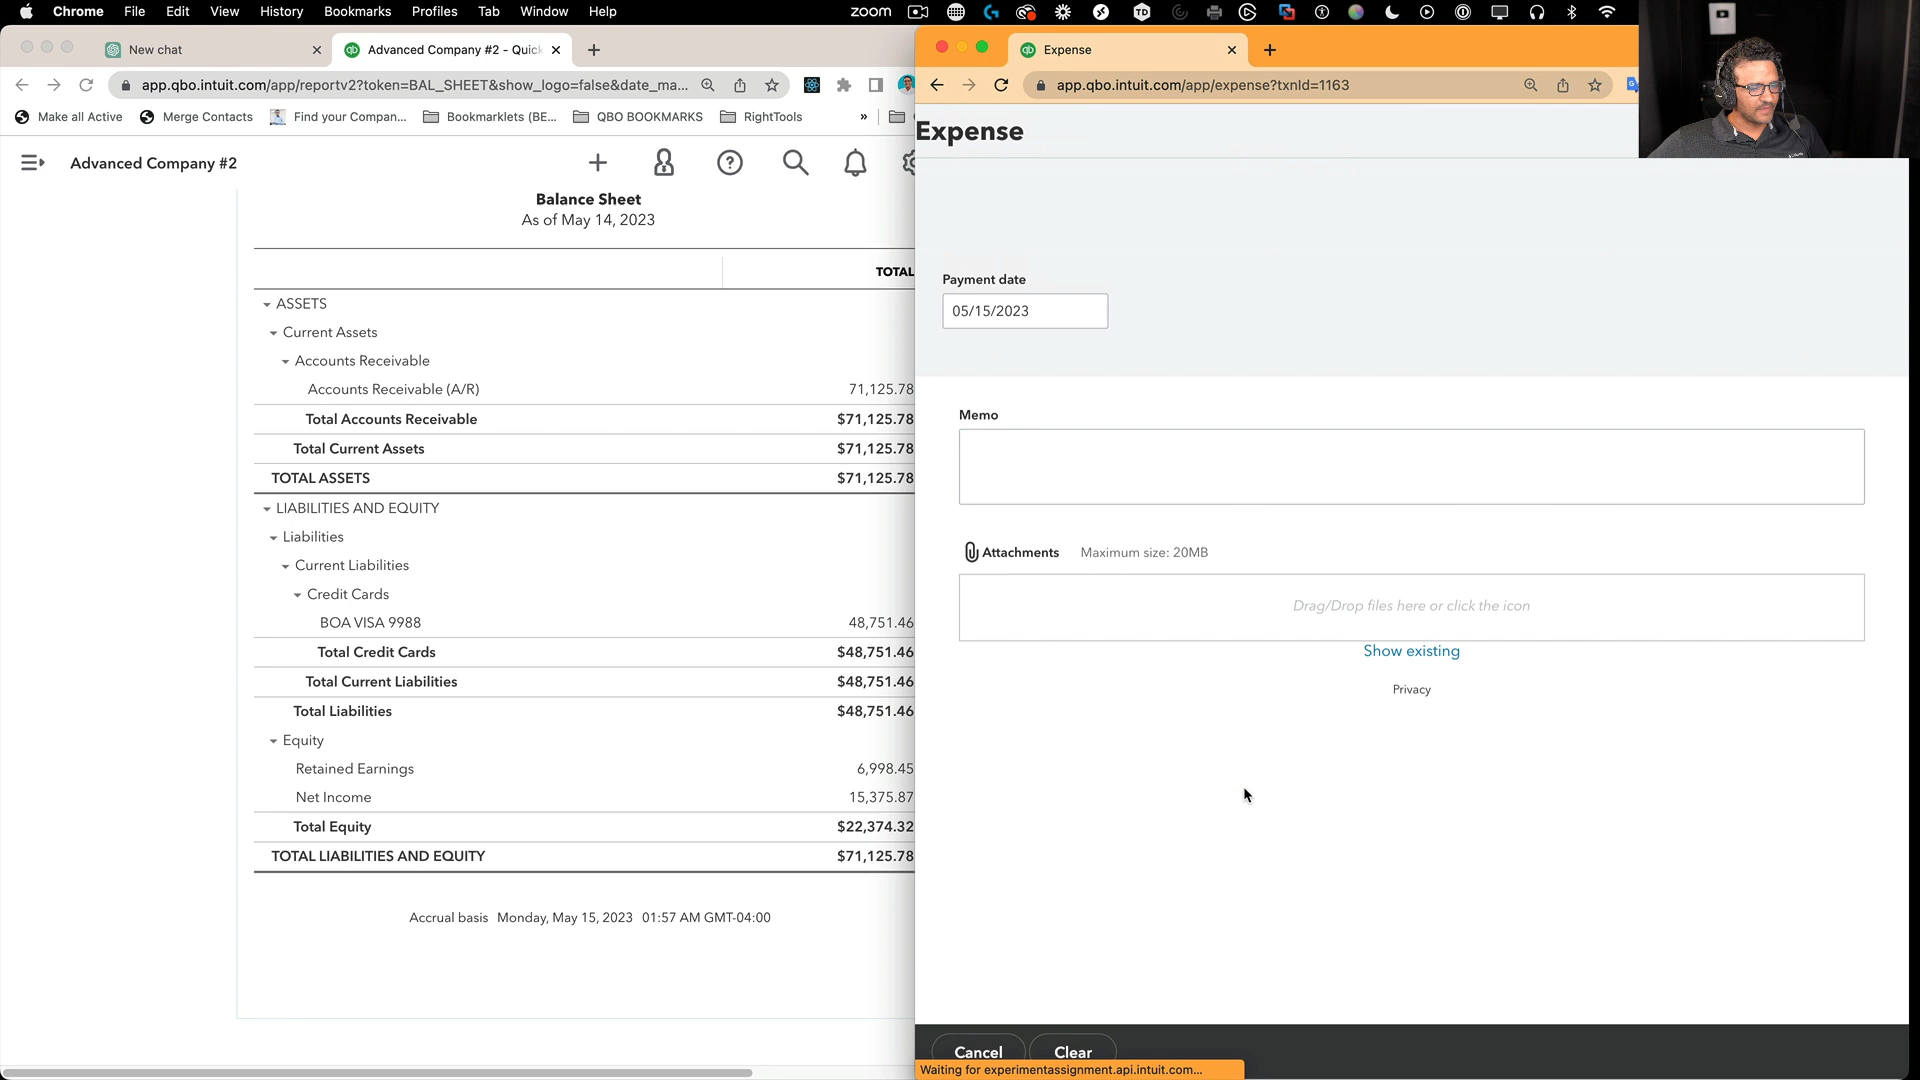 Chrome File Edit View History Bookmarks Profiles Tab Window Help
zoom
TD
New chat
Advanced Company #2 - Quick
Expense
app.qbo.intuit.com/app/reportv2?token=BAL_SHEET&show_logo=false&date_ma...
app.qbo.intuit.com/app/expense?txnId=1163
Make all Active Merge Contacts Find your Compan... Bookmarklets (BE... QBO BOOKMARKS RightTools »
Advanced Company #2
Balance Sheet
As of May 14, 2023
TOTAL
ASSETS
Current Assets
Accounts Receivable
Accounts Receivable (A/R) 71,125.78
Total Accounts Receivable $71,125.78
Total Current Assets $71,125.78
TOTAL ASSETS $71,125.78
LIABILITIES AND EQUITY
Liabilities
Current Liabilities
Credit Cards
BOA VISA 9988 48,751.46
Total Credit Cards $48,751.46
Total Current Liabilities $48,751.46
Total Liabilities $48,751.46
Equity
Retained Earnings 6,998.45
Net Income 15,375.87
Total Equity $22,374.32
TOTAL LIABILITIES AND EQUITY $71,125.78
Accrual basis Monday, May 15, 2023 01:57 AM GMT-04:00
Expense
Payment date
05/15/2023
Memo
Attachments Maximum size: 20MB
Drag/Drop files here or click the icon
Show existing
Privacy
Cancel Clear
Waiting for experimentassignment.api.intuit.com...